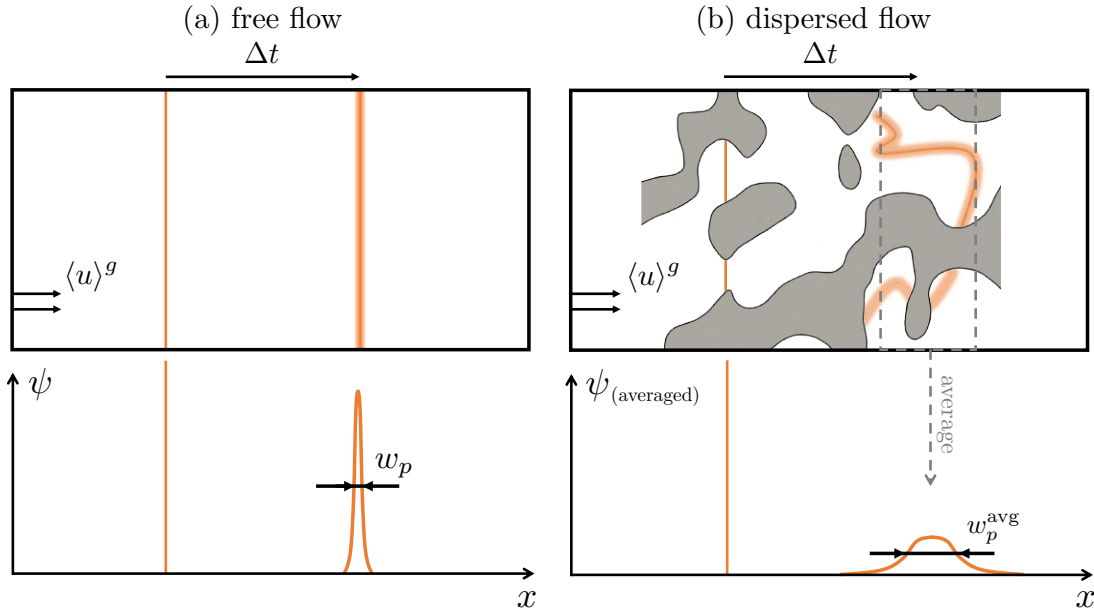 (a) free flow
Δt
⟨u⟩^g
ψ
w_p
x
(b) dispersed flow
Δt
⟨u⟩^g
ψ_(averaged)
average
w_p^avg
x